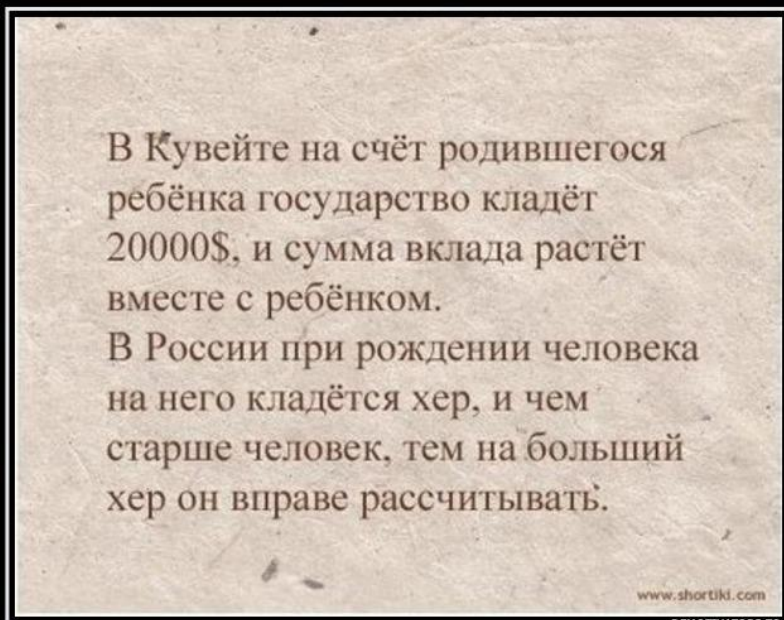 В Кувейте на счёт родившегося
ребёнка государство кладёт
20000$, и сумма вклада растёт
вместе с ребёнком.
В России при рождении человека
на него кладётся хер, и чем
старше человек, тем на больший
хер он вправе рассчитывать.
www.shortiki.com